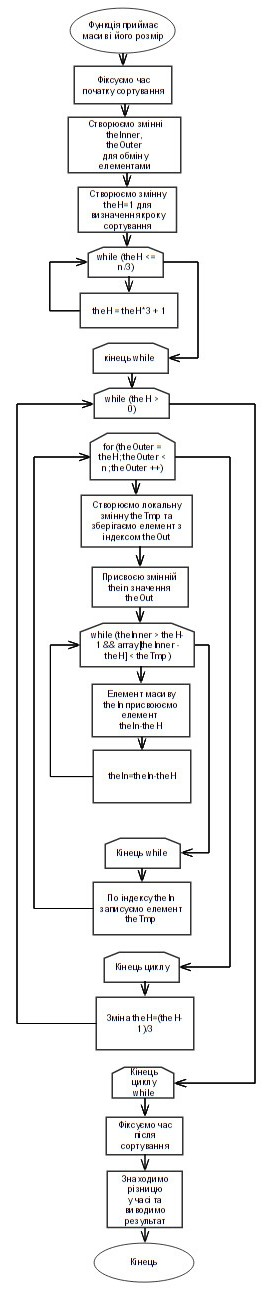 Функція приймає
масив і його розмір
Фіксуємо час
початку сортування
Створюємо змінні
theInner,
theOuter
для обміну
елементами
Створюємо змінну
theH=1 для
визначення кроку
сортування
while (theH <=
n/3)
theH = theH*3 + 1
кінець while
while (theH >
0)
for (theOuter =
theH; theOuter <
n; theOuter ++)
Створюємо локальну
змінну theTmp та
зберігаємо елемент з
індексом theOut
Присвоєю змінній
thein значення
theOut
while (theInner > theH-
1 && array[theInner -
theH] < theTmp )
Елемент масиву
theIn присвоюємо
елемент
theIn-theH
theIn=theIn-theH
Кінець while
По індексу theIn
записуємо елемент
theTmp
Кінець циклу
Зміна theH=(theH-
1)/3
Кінець
циклу
while
Фіксуємо час
після
сортування
Знаходимо
різницю
у часі та
виводимо
результат
Кінець